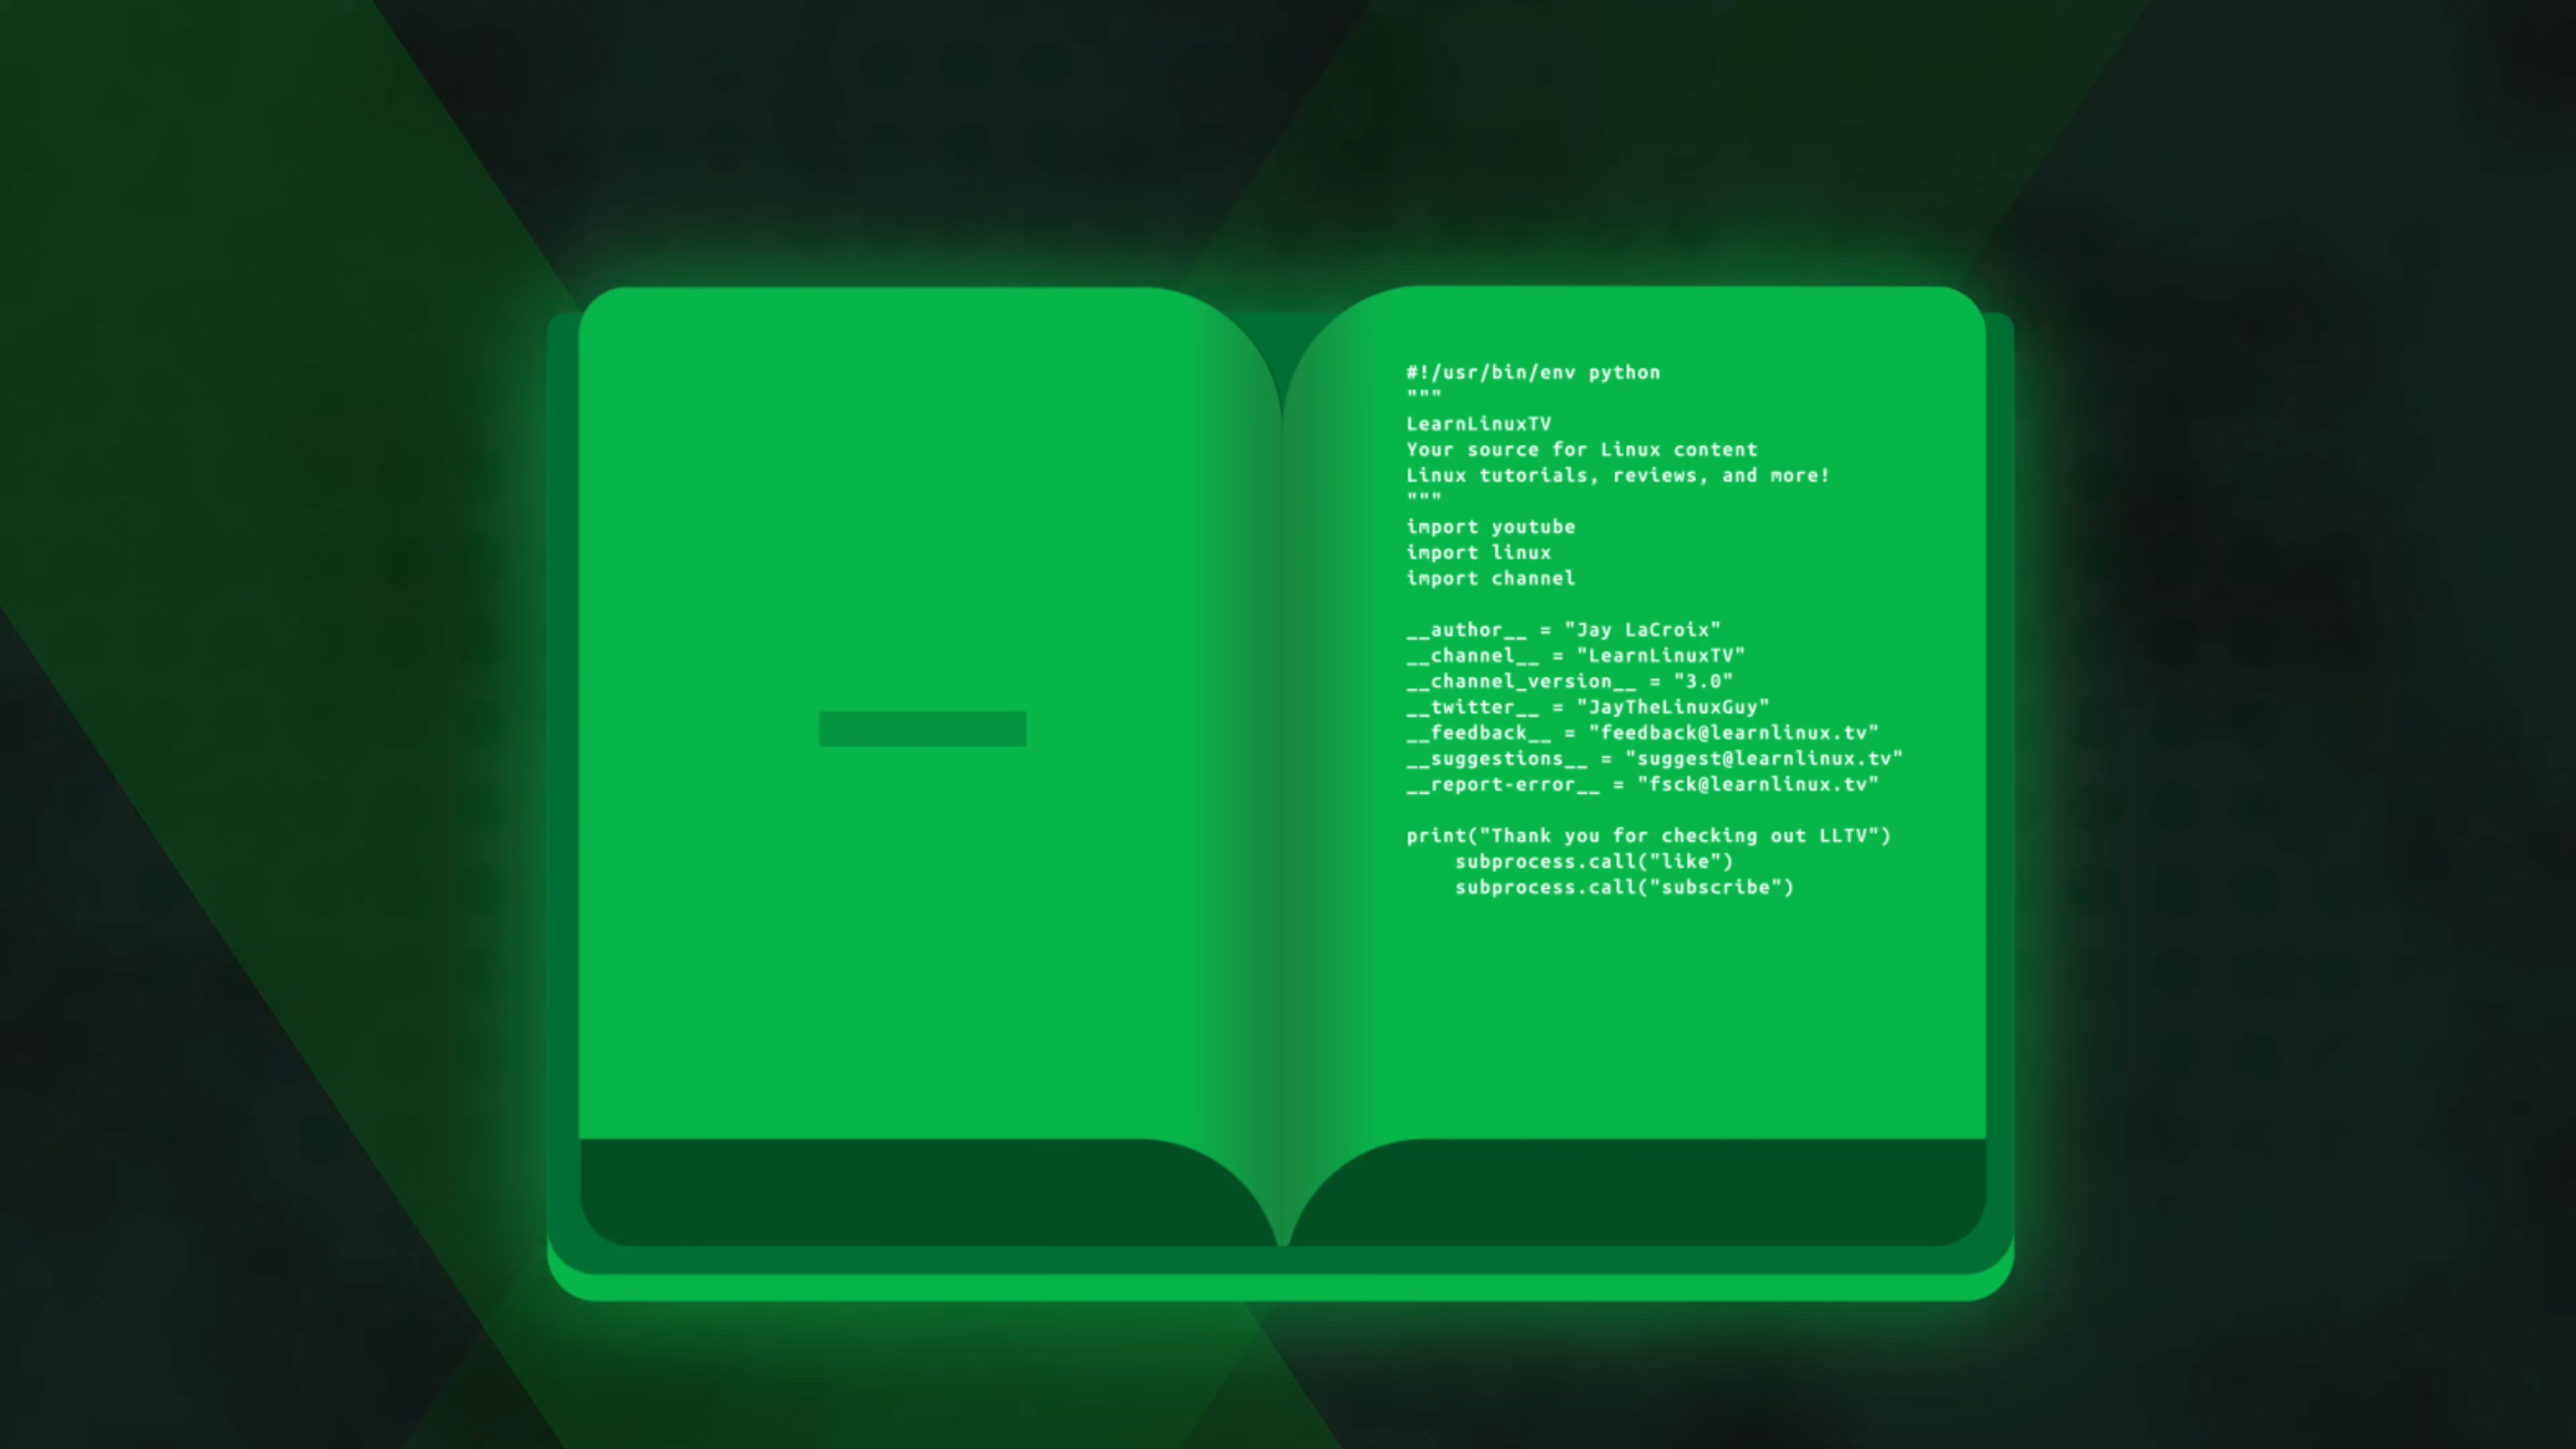 #!/usr/bin/env python
"""
LearnLinuxTV
Your source for Linux content
Linux tutorials, reviews, and more!
"""
import youtube
import linux
import channel
__author__ = "Jay LaCroix"
__channel__ = "LearnLinuxTV"
__channel_version__ = "3.0"
__twitter__ = "JayTheLinuxGuy"
__feedback__ = "feedback@learnlinux.tv"
__suggestions__ = "suggest@learnlinux.tv"
__report-error__ = "fsck@learnlinux.tv"
print("Thank you for checking out LLTV")
    subprocess.call("like")
    subprocess.call("subscribe")